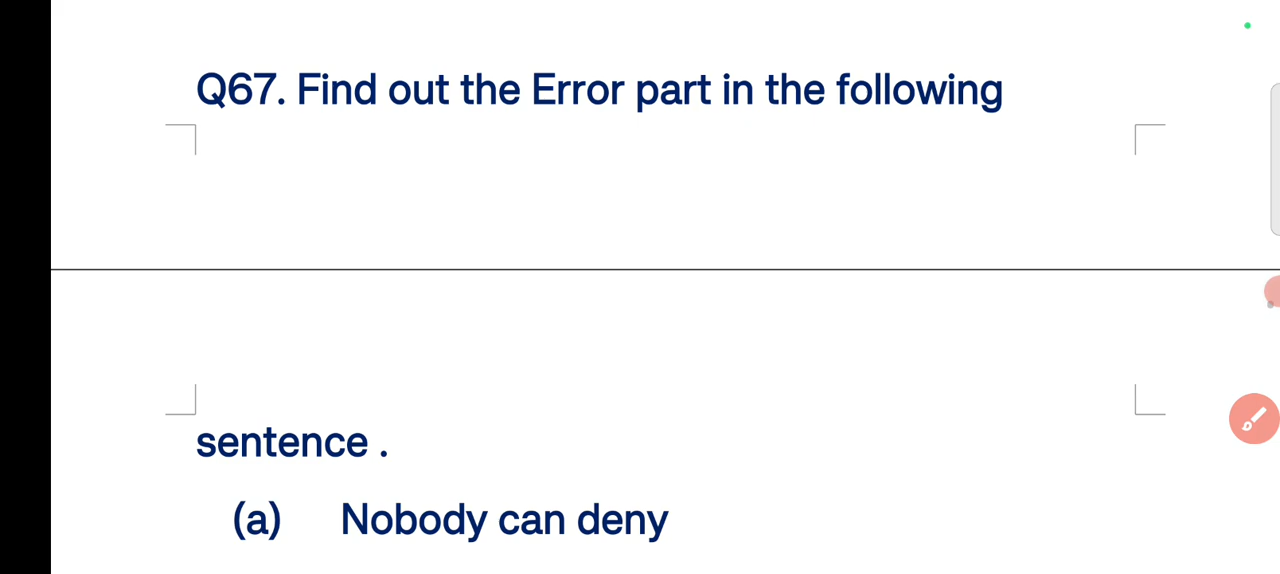 Q67. Find out the Error part in the following
sentence .
(a) Nobody can deny